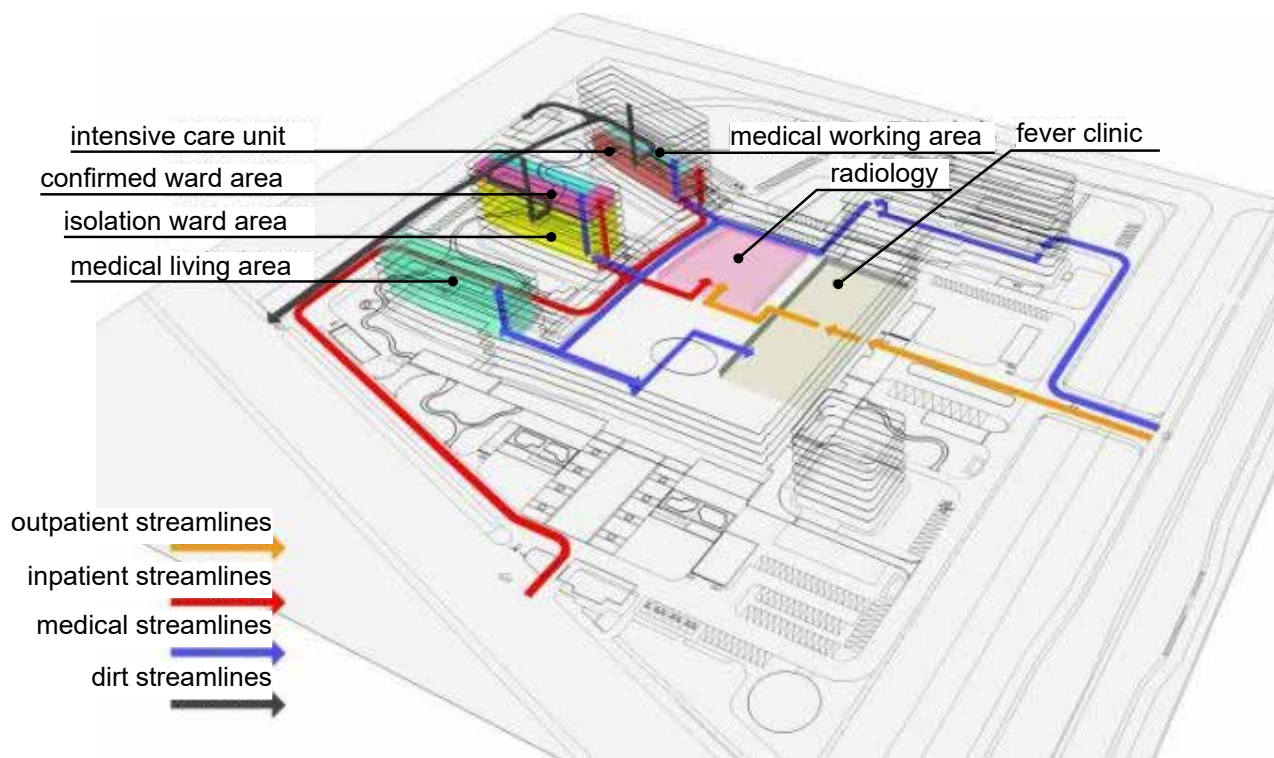 intensive care unit
medical working area
fever clinic
confirmed ward area
radiology
isolation ward area
medical living area
outpatient streamlines
inpatient streamlines
medical streamlines
dirt streamlines